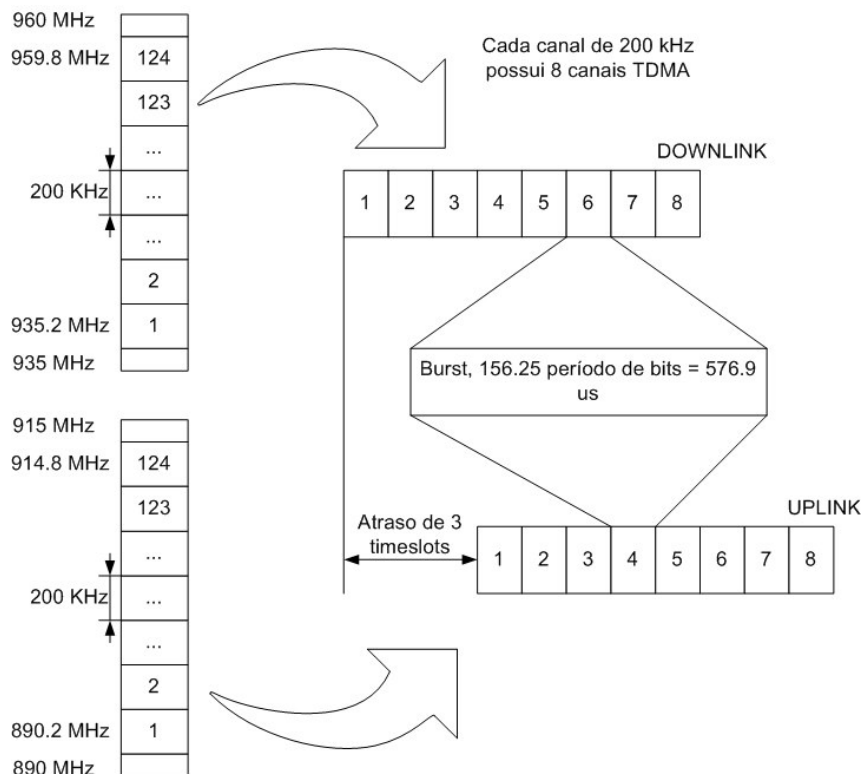 960 MHz
959.8 MHz
124
123
...
200 KHz
...
...
2
935.2 MHz
1
935 MHz
Cada canal de 200 kHz
possui 8 canais TDMA
DOWNLINK
1 2 3 4 5 6 7 8
Burst, 156.25 período de bits = 576.9
us
915 MHz
914.8 MHz
124
123
...
200 KHz
...
...
2
890.2 MHz
1
890 MHz
UPLINK
Atraso de 3
timeslots
1 2 3 4 5 6 7 8